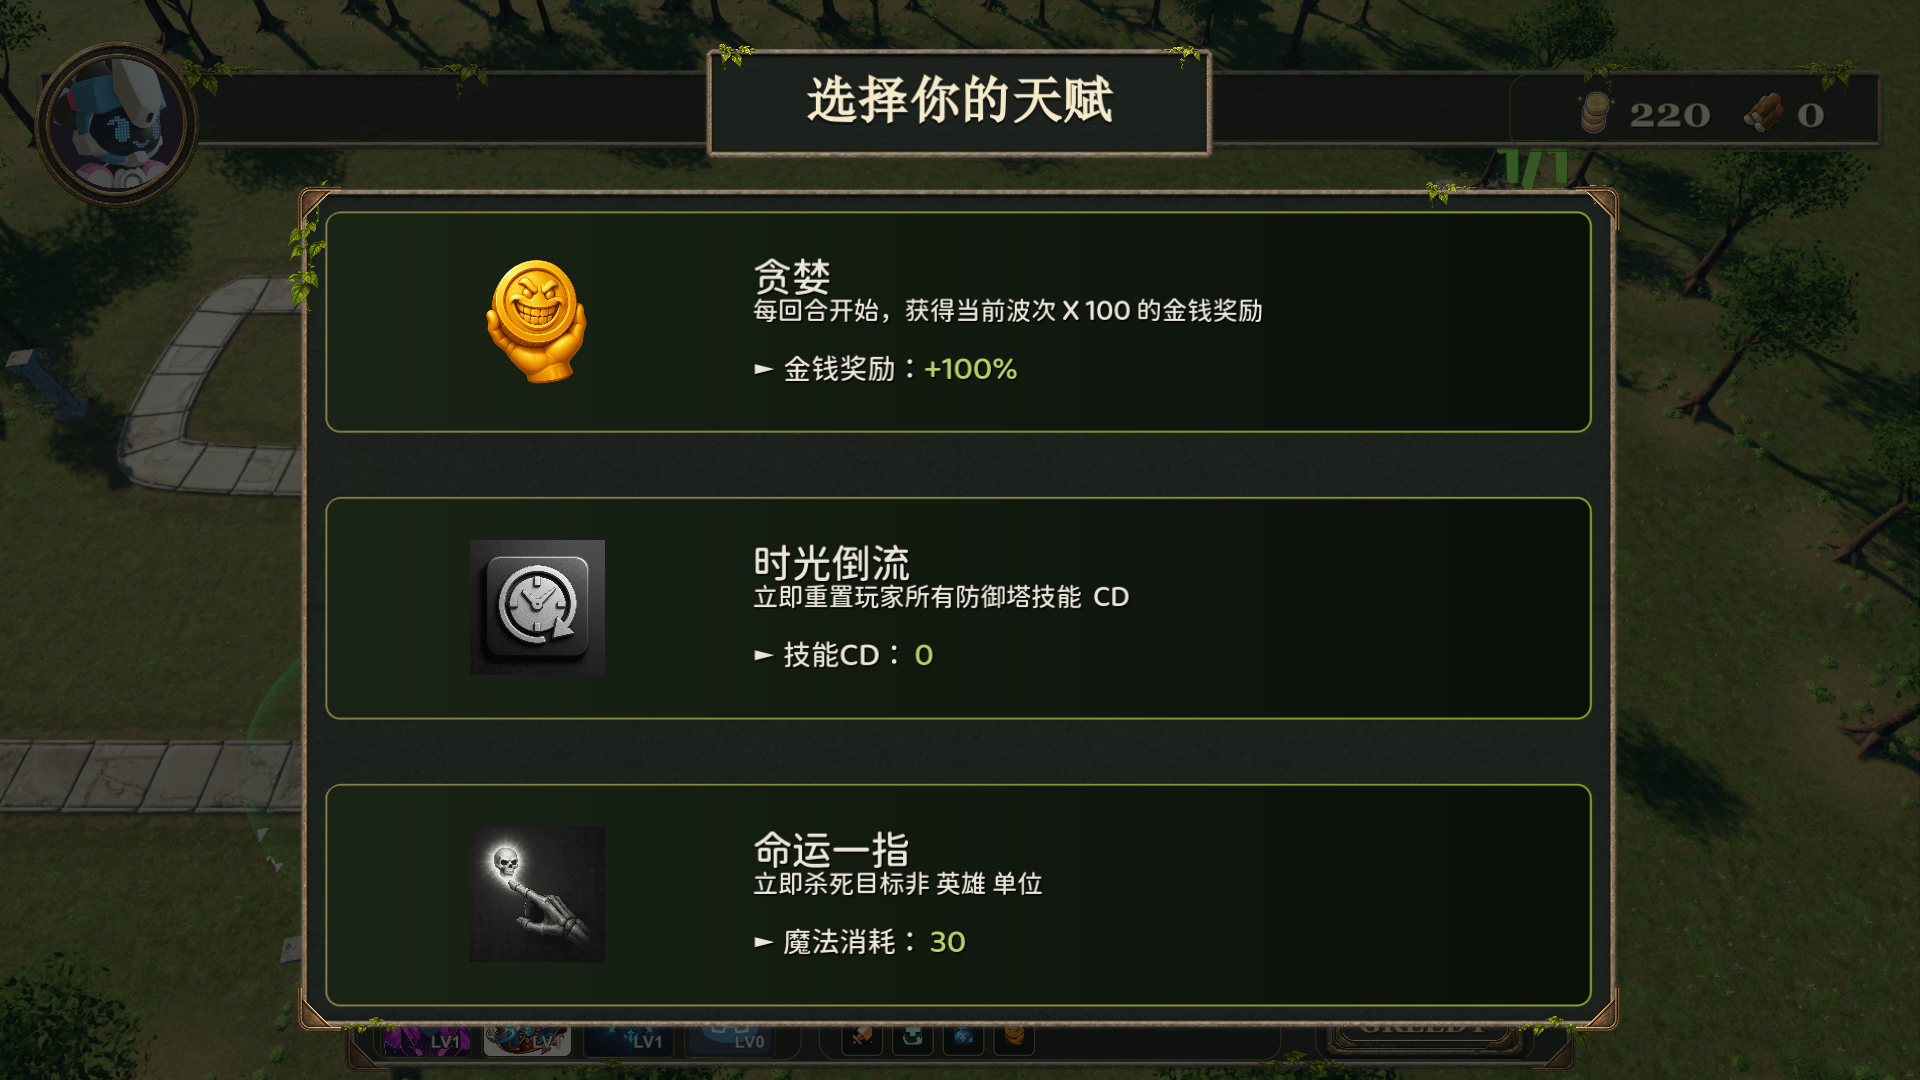 选择你的天赋
220
0
1/1
贪婪
每回合开始，获得当前波次 X 100 的金钱奖励
► 金钱奖励：+100%
时光倒流
立即重置玩家所有防御塔技能 CD
► 技能CD： 0
命运一指
立即杀死目标非 英雄 单位
► 魔法消耗： 30
LV1
LV1
LV1
LV0
GREEDY